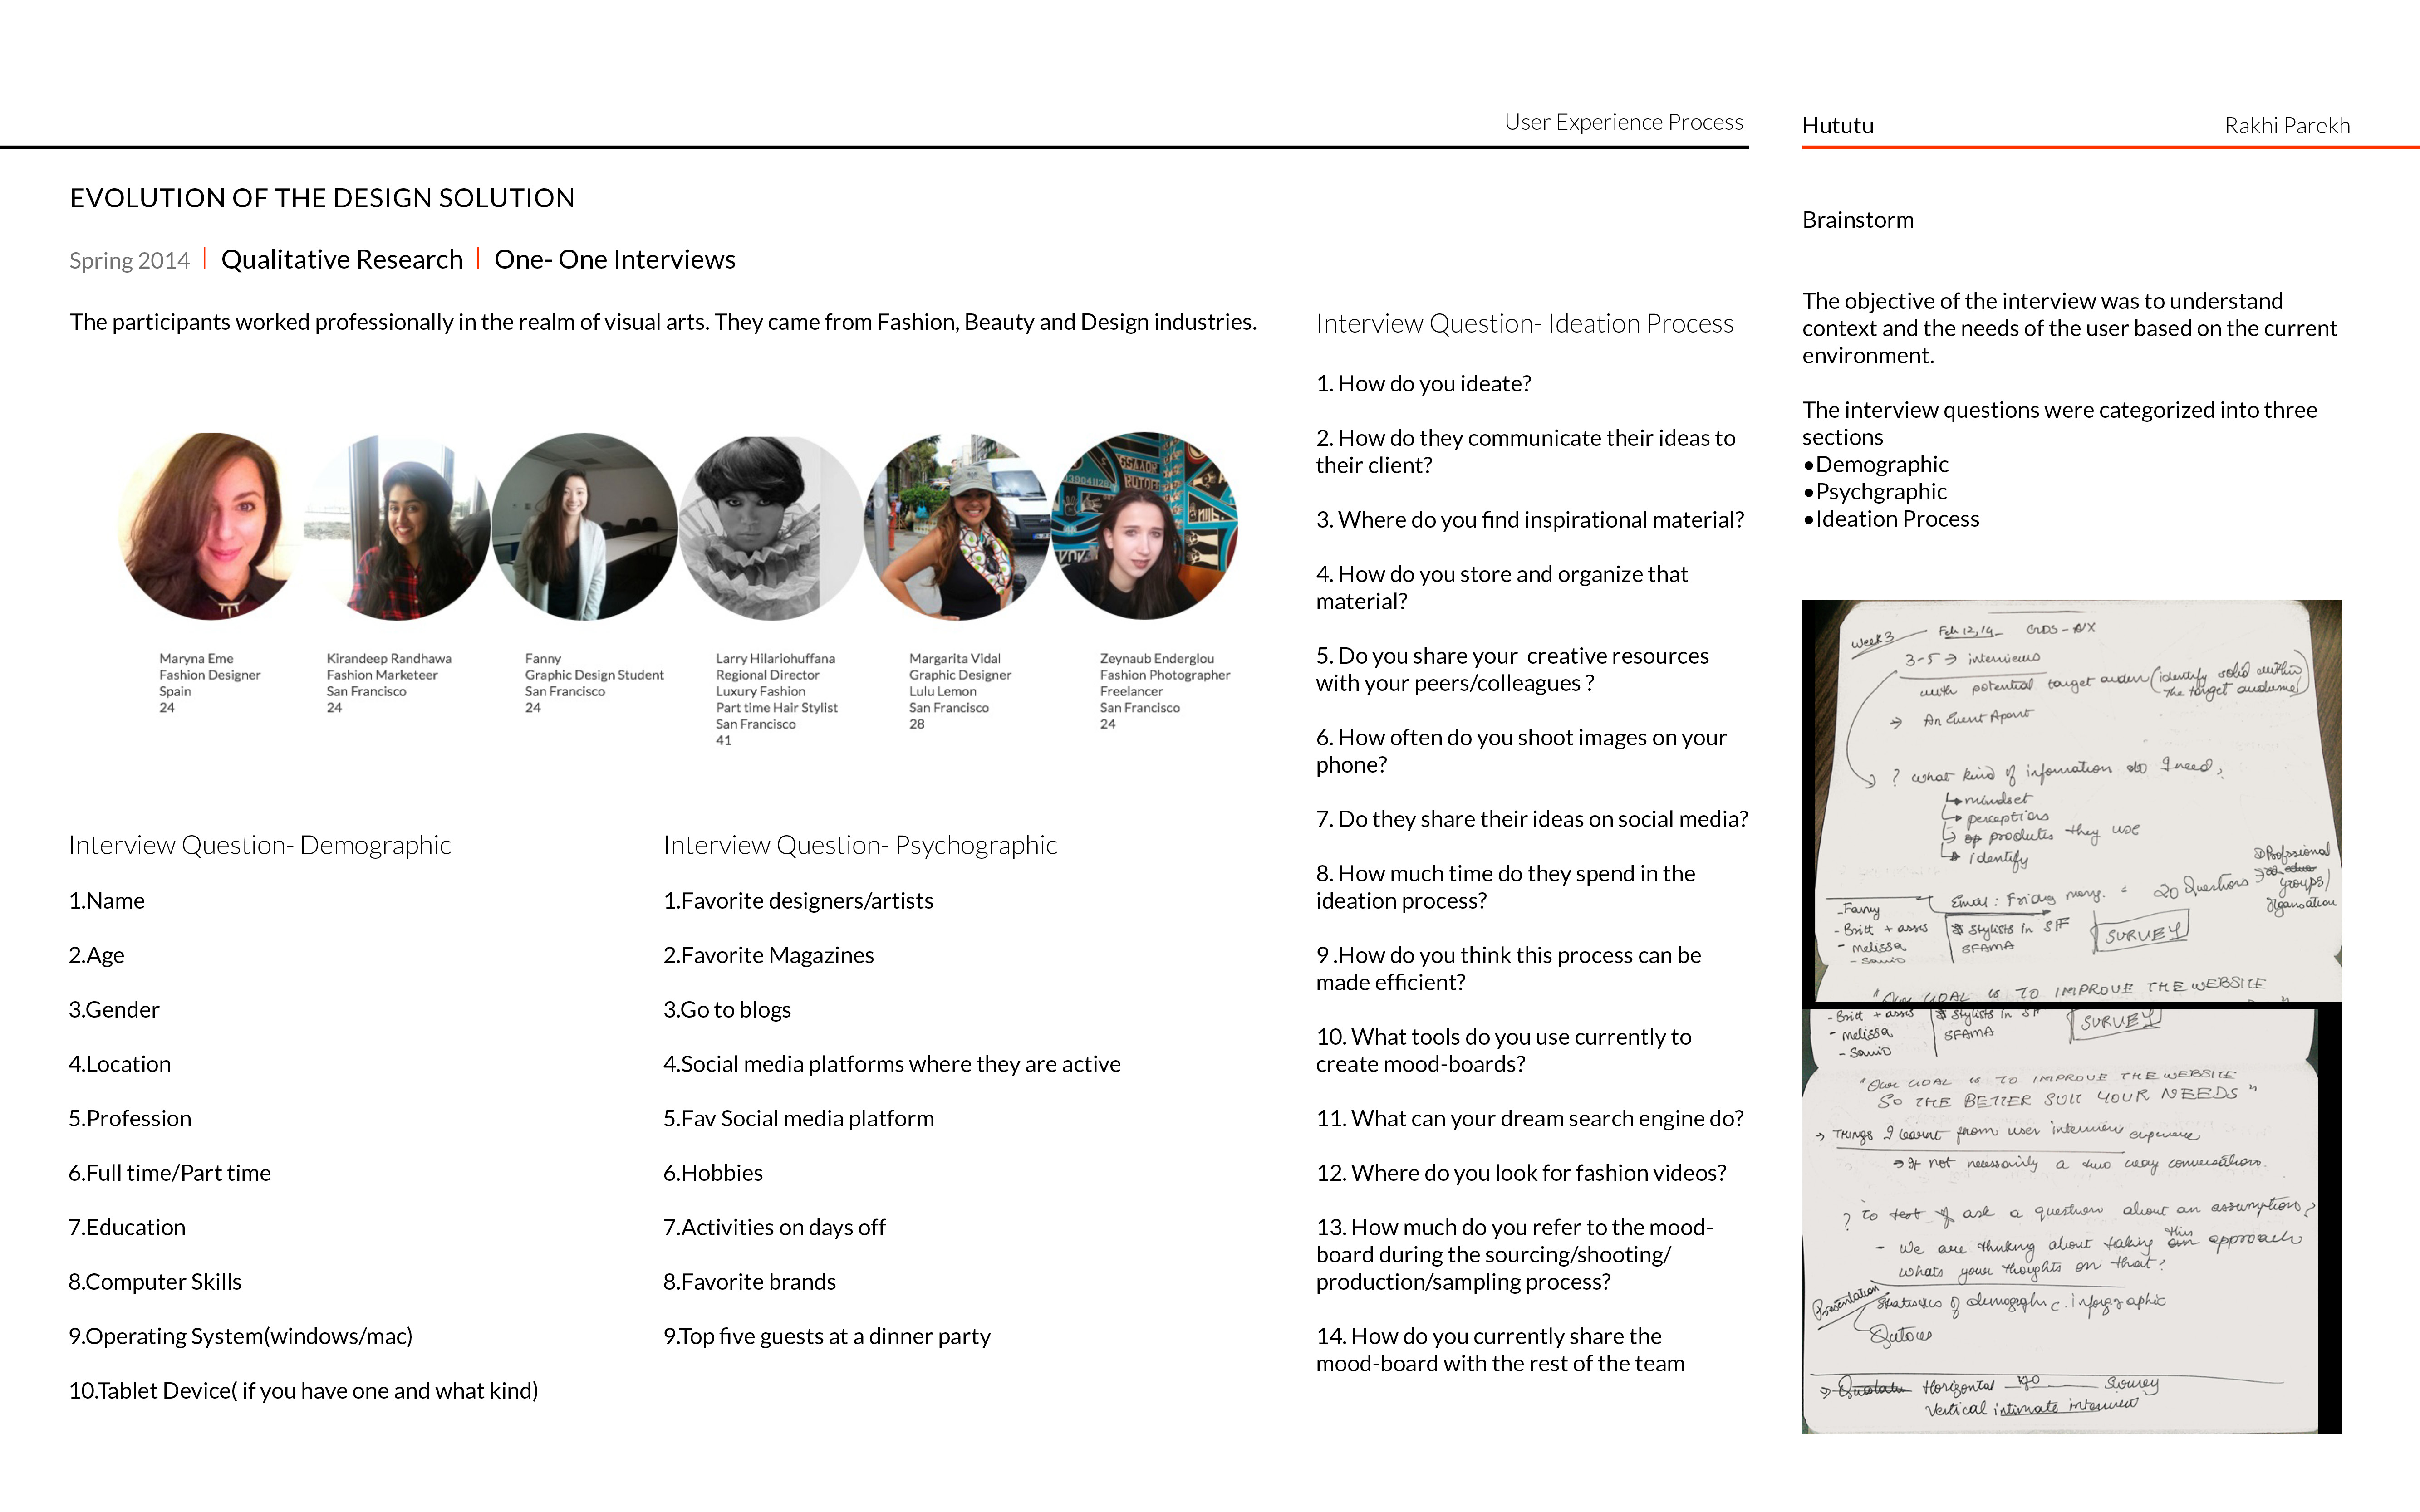 User Experience Process
Hututu
Rakhi Parekh
EVOLUTION OF THE DESIGN SOLUTION
Spring 2014 | Qualitative Research | One- One Interviews
The participants worked professionally in the realm of visual arts. They came from Fashion, Beauty and Design industries.
Maryna Eme
Fashion Designer
Spain
24
Kirandeep Randhawa
Fashion Marketeer
San Francisco
24
Fanny
Graphic Design Student
San Francisco
24
Larry Hilariohuffana
Regional Director
Luxury Fashion
Part time Hair Stylist
San Francisco
41
Margarita Vidal
Graphic Designer
Lulu Lemon
San Francisco
28
Zeynaub Enderglou
Fashion Photographer
Freelancer
San Francisco
24
Interview Question- Demographic
1.Name
2.Age
3.Gender
4.Location
5.Profession
6.Full time/Part time
7.Education
8.Computer Skills
9.Operating System(windows/mac)
10.Tablet Device( if you have one and what kind)
Interview Question- Psychographic
1.Favorite designers/artists
2.Favorite Magazines
3.Go to blogs
4.Social media platforms where they are active
5.Fav Social media platform
6.Hobbies
7.Activities on days off
8.Favorite brands
9.Top five guests at a dinner party
Interview Question- Ideation Process
1. How do you ideate?
2. How do they communicate their ideas to
their client?
3. Where do you find inspirational material?
4. How do you store and organize that
material?
5. Do you share your  creative resources
with your peers/colleagues ?
6. How often do you shoot images on your
phone?
7. Do they share their ideas on social media?
8. How much time do they spend in the
ideation process?
9 .How do you think this process can be
made efficient?
10. What tools do you use currently to
create mood-boards?
11. What can your dream search engine do?
12. Where do you look for fashion videos?
13. How much do you refer to the mood-
board during the sourcing/shooting/
production/sampling process?
14. How do you currently share the
mood-board with the rest of the team
Brainstorm
The objective of the interview was to understand
context and the needs of the user based on the current
environment.
The interview questions were categorized into three
sections
•Demographic
•Psychgraphic
•Ideation Process
Week 3 Feb 12, 14
3-5 → interviews
with potential target (identify solid within
the target audience)
→ An Event Apart
? What kind of information do I need,
mindset
perceptions
products they use
identify
20 Questions
groups/
- Fanny
- Britt + asses
- melissa
Stylists in SF
SFAMA
SURVEY
"Our GOAL is TO IMPROVE THE WEBSITE
- Britt + asses
- melissa
Stylists in SF
SFAMA
SURVEY
"Our GOAL is TO IMPROVE THE WEBSITE
SO THE BETTER SUIT YOUR NEEDS"
→ Things I learnt from user interview experience
→ It not necessarily a two way conversation.
? To ask a question about an assumption?
- We are thinking about taking this approach
whats your thoughts on that?
Presentation
Horizontal Survey
Vertical intimate interview